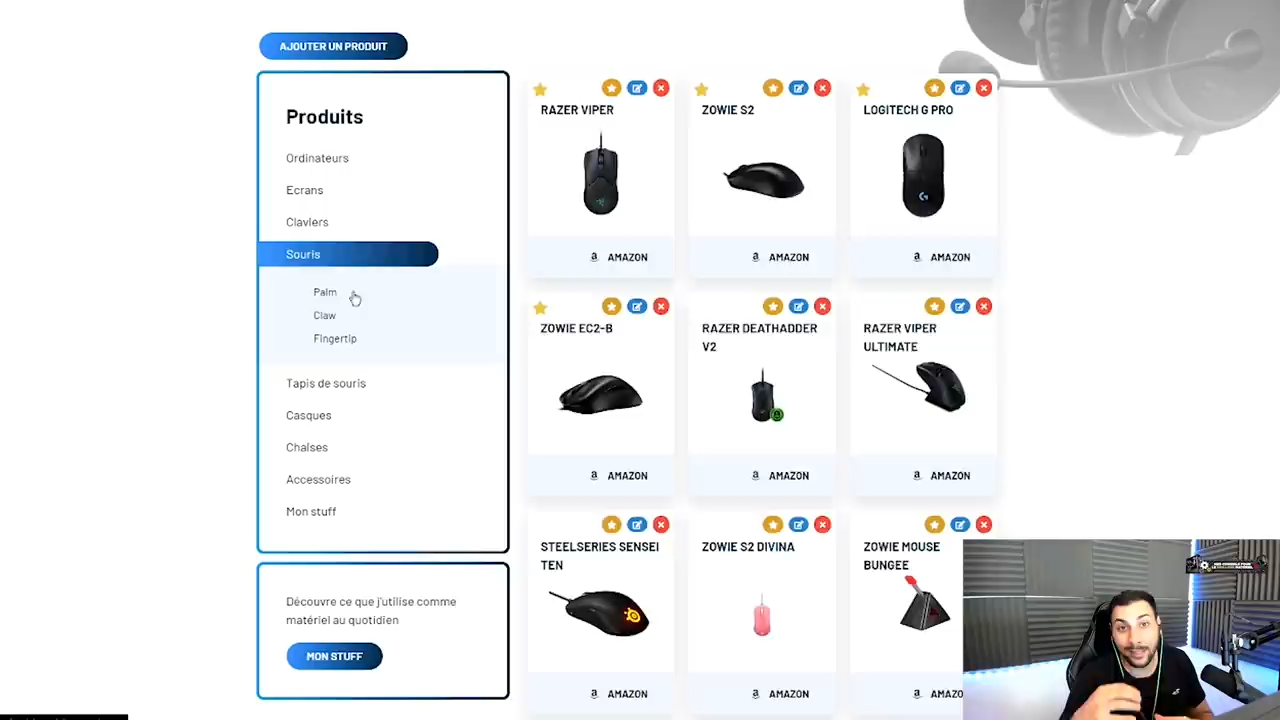 AJOUTER UN PRODUIT
Produits
Ordinateurs
Ecrans
Claviers
Souris
Palm
Claw
Fingertip
Tapis de souris
Casques
Chaises
Accessoires
Mon stuff
Découvre ce que j'utilise comme
matériel au quotidien
MON STUFF
RAZER VIPER
AMAZON
ZOWIE S2
AMAZON
LOGITECH G PRO
AMAZON
ZOWIE EC2-B
AMAZON
RAZER DEATHADDER
V2
AMAZON
RAZER VIPER
ULTIMATE
AMAZON
STEELSERIES SENSEI
TEN
AMAZON
ZOWIE S2 DIVINA
AMAZON
ZOWIE MOUSE
BUNGEE
AMAZO